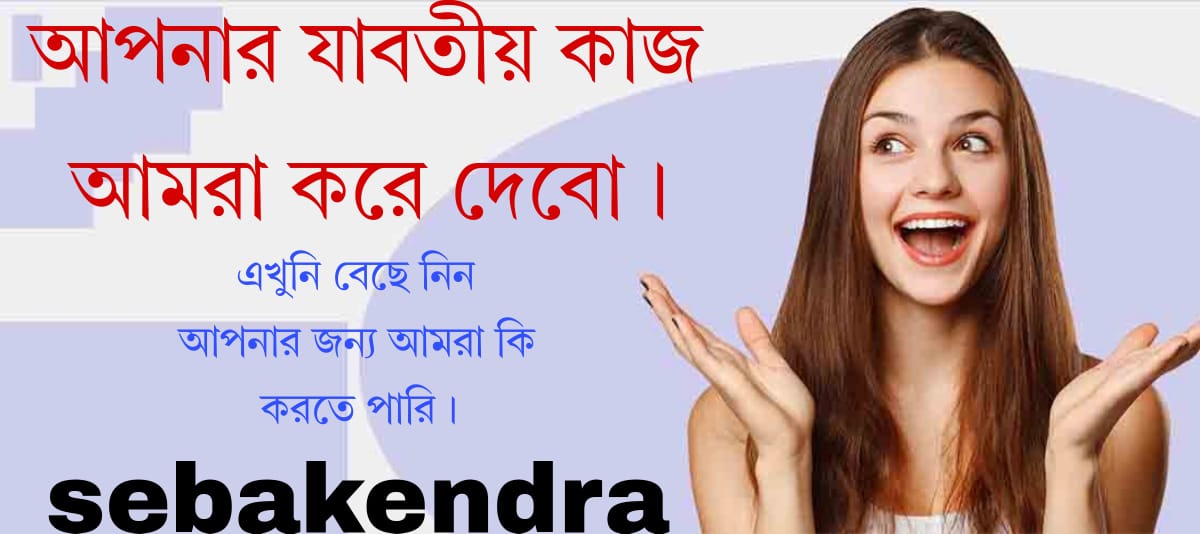 আপনার যাবতীয় কাজ
আমরা করে দেবো।
এখুনি বেছে নিন
আপনার জন্য আমরা কি
করতে পারি।
sebakendra